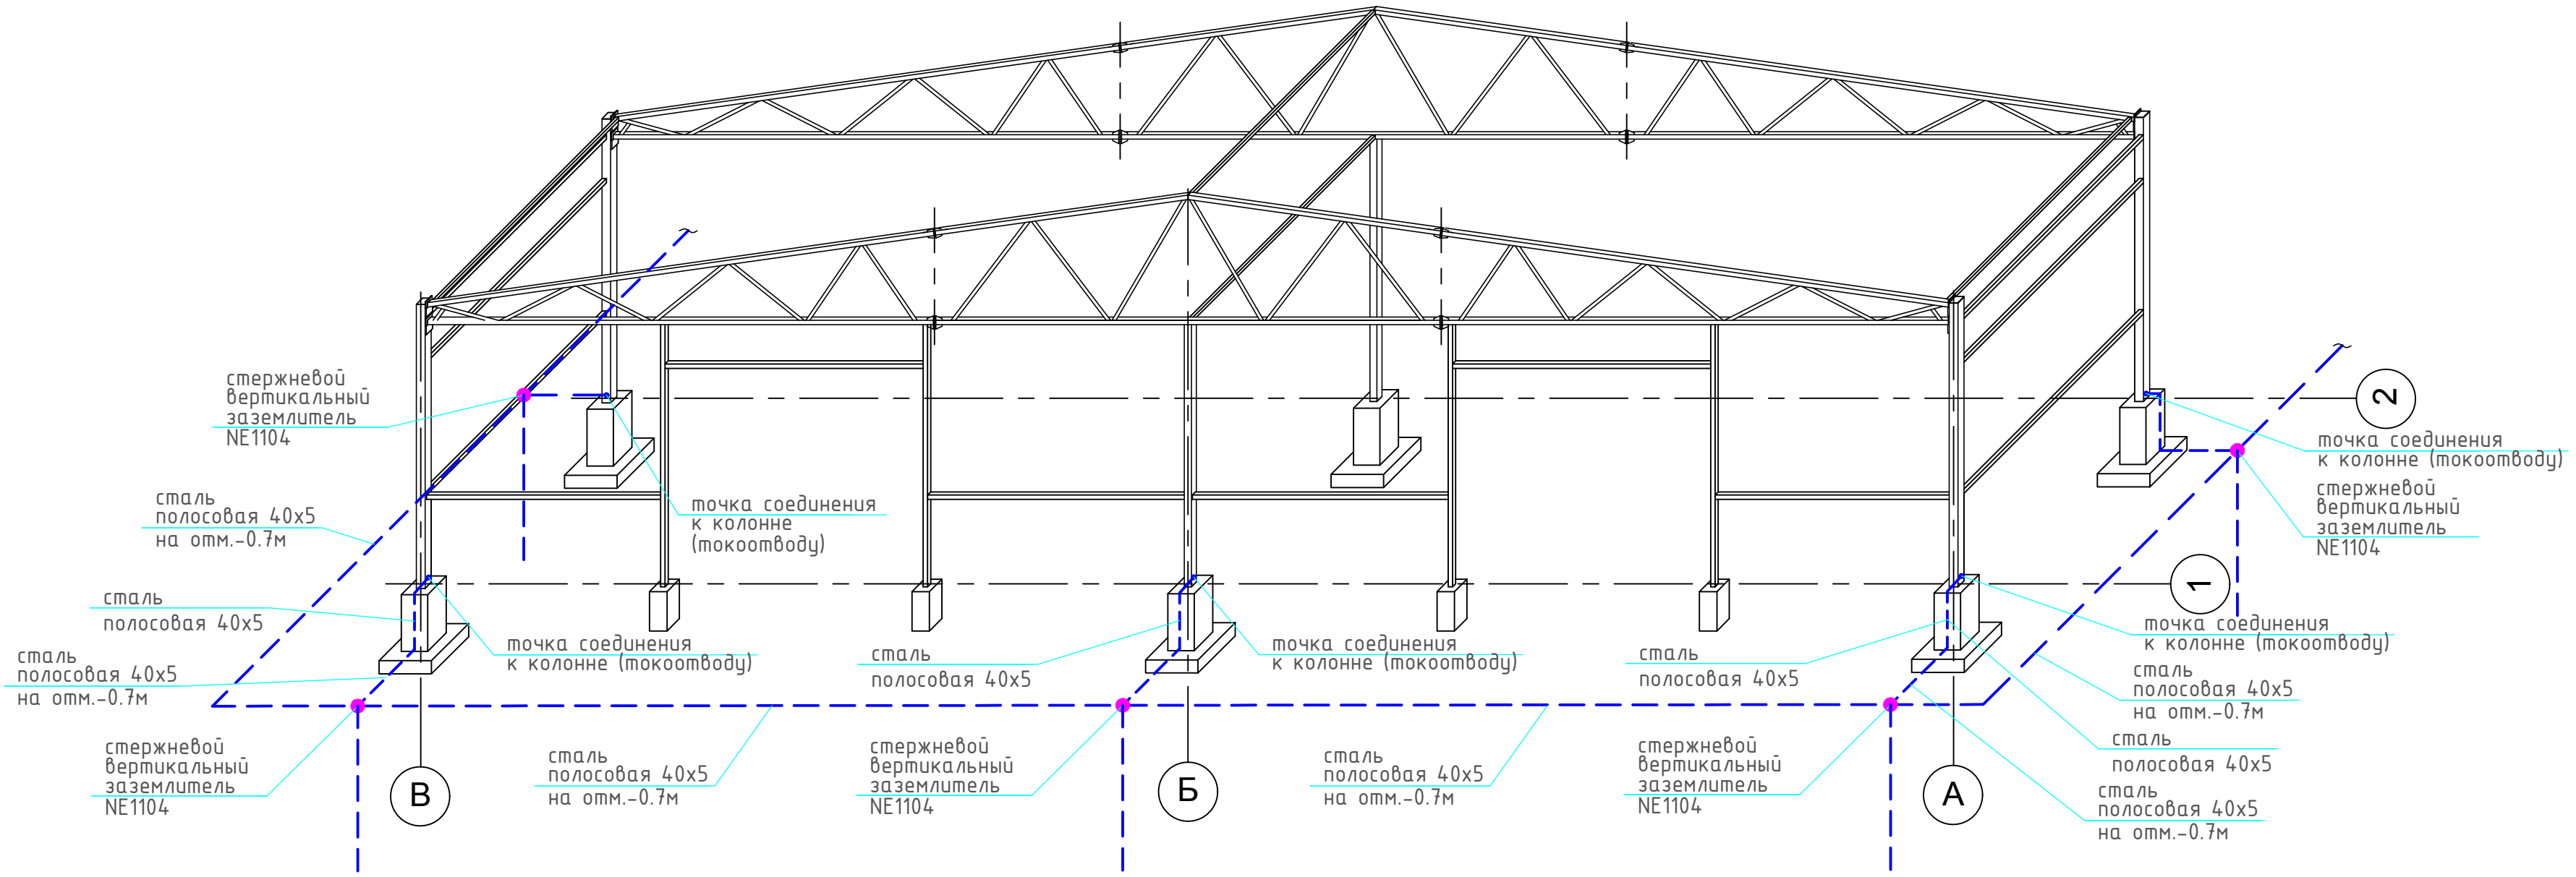 стержневой
вертикальный
заземлитель
NE1104
2
точка соединения
к колонне (токоотводу)
стержневой
вертикальный
заземлитель
NE1104
сталь
полосовая 40х5
на отм.-0.7м
точка соединения
к колонне
(токоотводу)
1
сталь
полосовая 40х5
точка соединения
к колонне (токоотводу)
сталь
полосовая 40х5
точка соединения
к колонне (токоотводу)
сталь
полосовая 40х5
точка соединения
к колонне (токоотводу)
сталь
полосовая 40х5
на отм.-0.7м
сталь
полосовая 40х5
на отм.-0.7м
стержневой
вертикальный
заземлитель
NE1104
В
сталь
полосовая 40х5
на отм.-0.7м
стержневой
вертикальный
заземлитель
NE1104
Б
сталь
полосовая 40х5
на отм.-0.7м
стержневой
вертикальный
заземлитель
NE1104
А
сталь
полосовая 40х5
сталь
полосовая 40х5
на отм.-0.7м